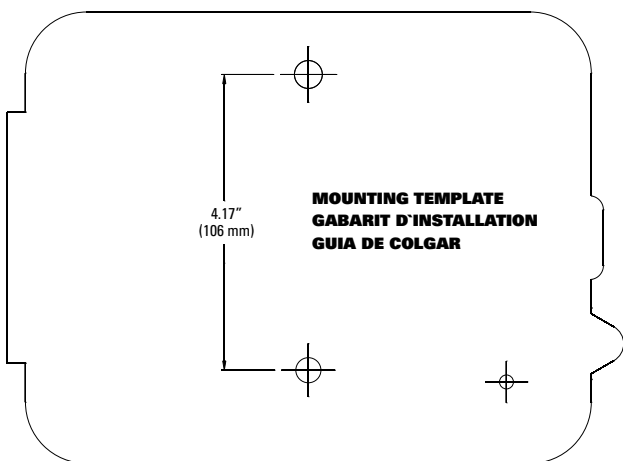 4.17"
(106 mm)
MOUNTING TEMPLATE
GABARIT D`INSTALLATION
GUIA DE COLGAR